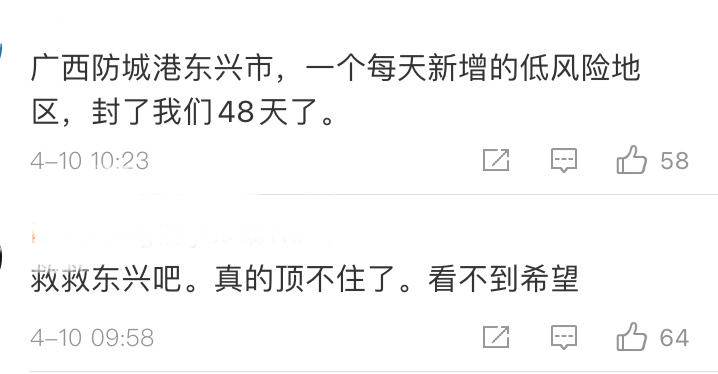 广西防城港东兴市，一个每天新增的低风险地
区，封了我们48天了。
4-10 10:23
58
救救东兴吧。真的顶不住了。看不到希望
4-10 09:58
64